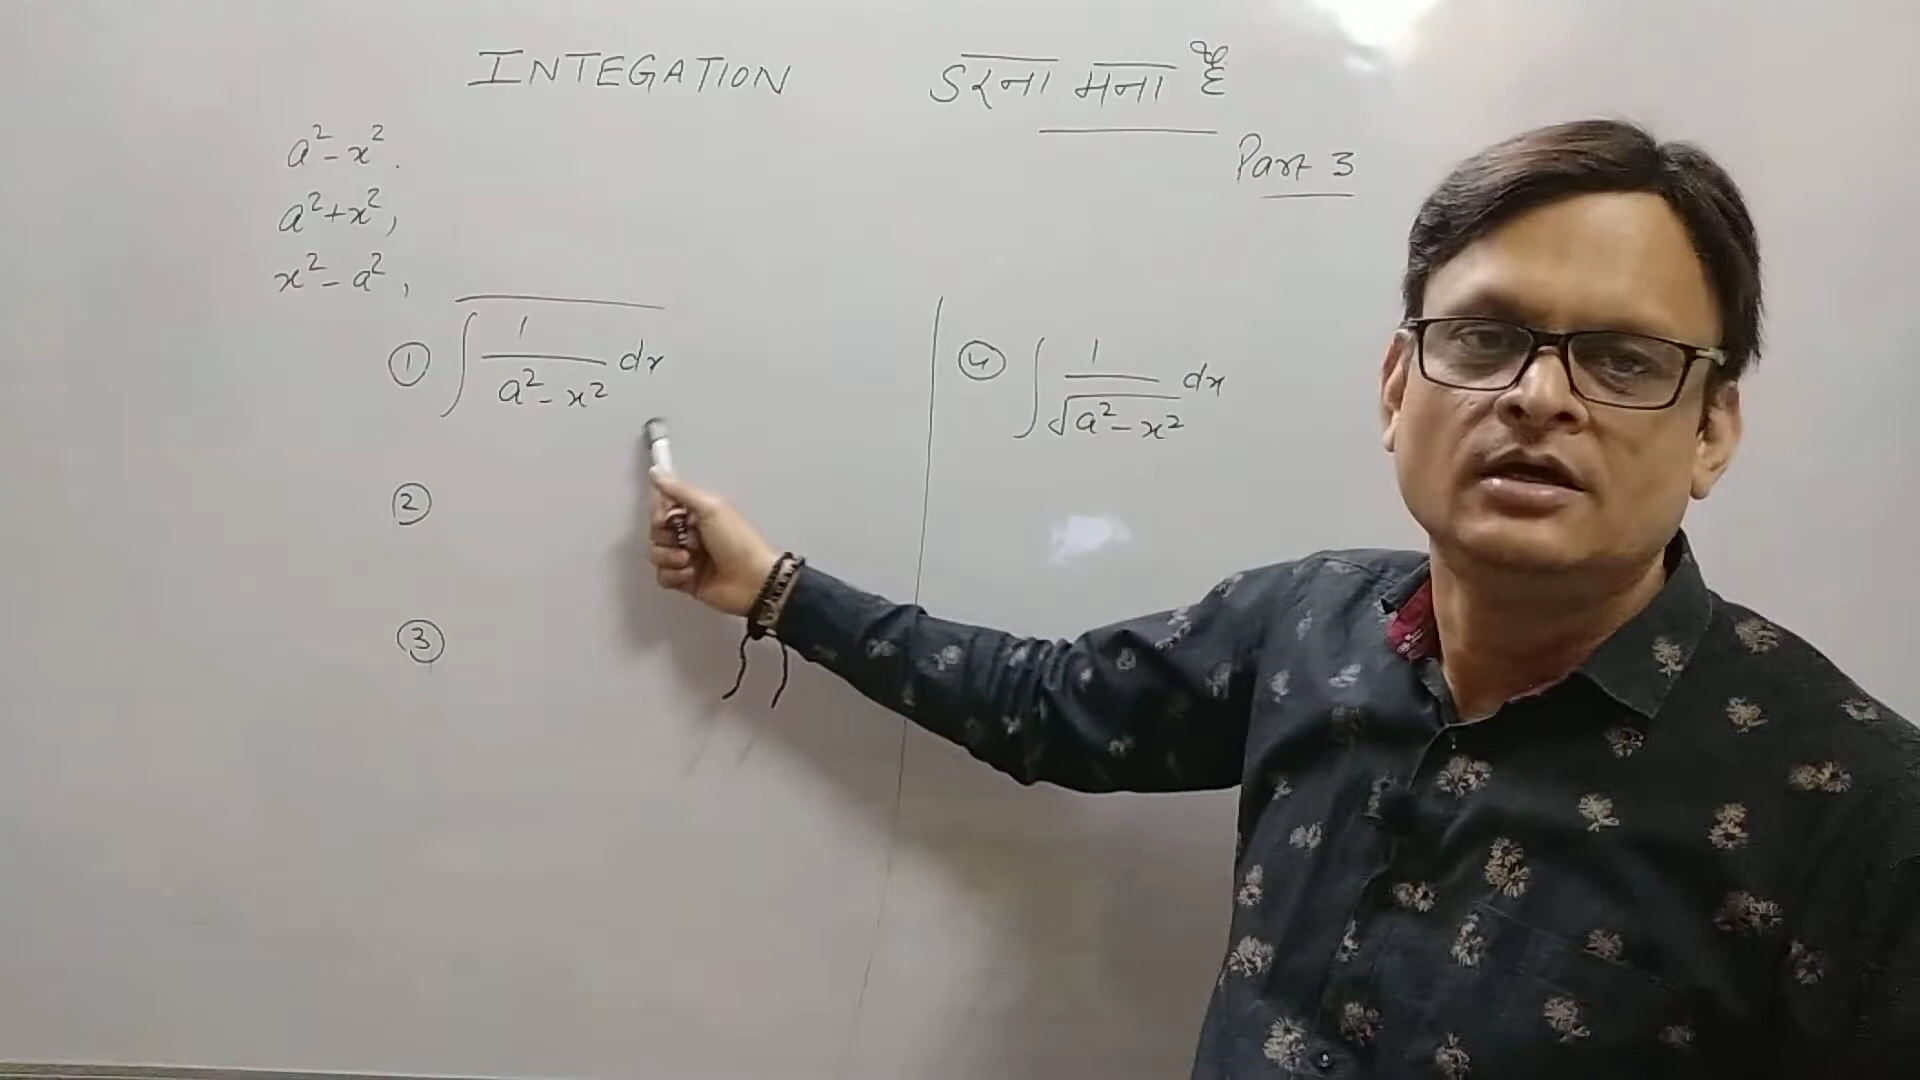 INTEGATION डरना मना है
Part 3
a² - x².
a² + x²,
x² - a²,
① ∫ 1/(a² - x²) dx
② 
③
④ ∫ 1/√(a² - x²) dx